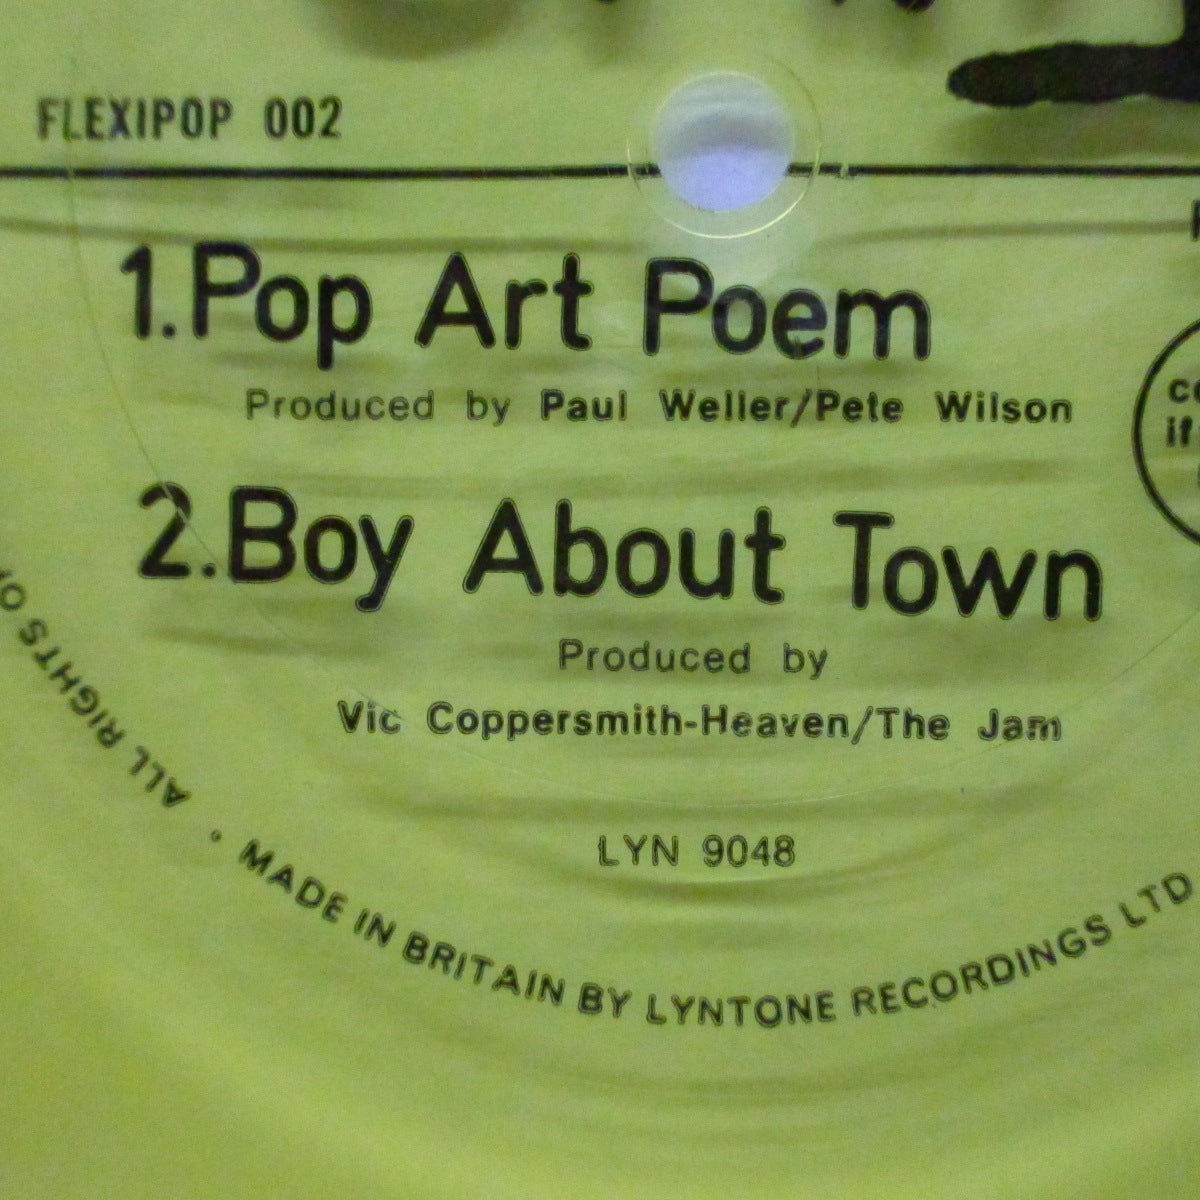 FLEXIPOP 002
1.Pop Art Poem
Produced by Paul Weller/Pete Wilson
2.Boy About Town
Produced by
Vic Coppersmith-Heaven/The Jam
LYN 9048
ALL RIGHTS
• MADE IN BRITAIN BY LYNTONE RECORDINGS LTD
if